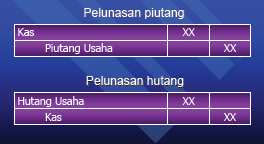 Pelunasan piutang
Kas XX
Piutang Usaha XX
Pelunasan hutang
Hutang Usaha XX
Kas XX